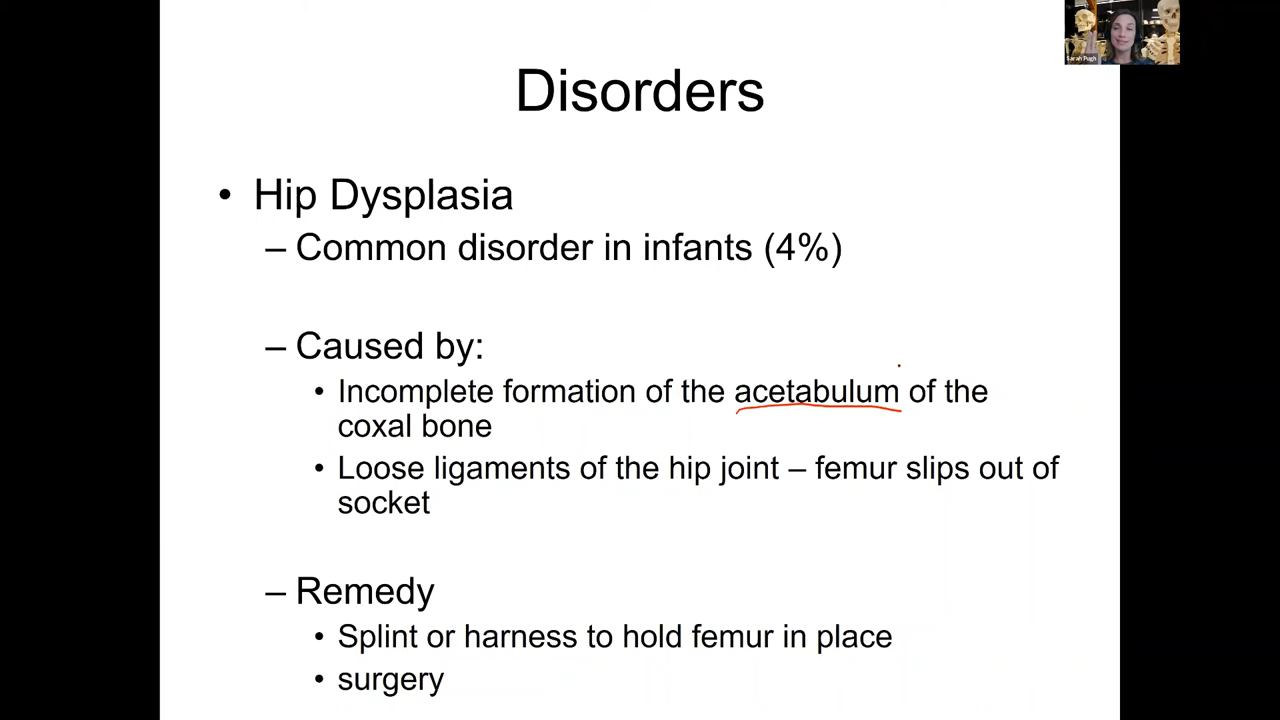 Sarah Pugh
Disorders
• Hip Dysplasia
– Common disorder in infants (4%)
– Caused by:
• Incomplete formation of the acetabulum of the
coxal bone
• Loose ligaments of the hip joint – femur slips out of
socket
– Remedy
• Splint or harness to hold femur in place
• surgery